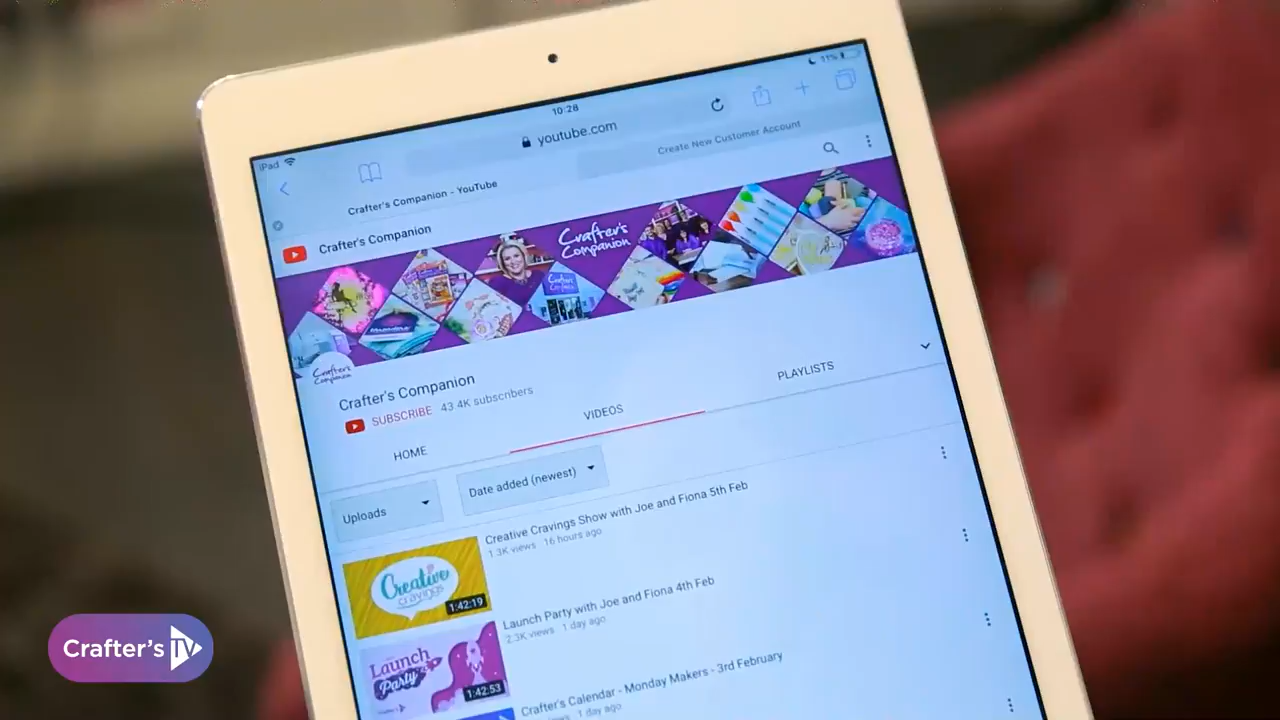 iPad
10:28
11%
youtube.com
Crafter's Companion - YouTube
Create New Customer Account
Crafter's Companion
Crafter's
Companion
Crafter's
Companion
Crafter's Companion
SUBSCRIBE 43.4K subscribers
HOME
VIDEOS
PLAYLISTS
Uploads
Date added (newest)
Creative Cravings Show with Joe and Fiona 5th Feb
1.3K views 16 hours ago
Creative
cravings
1:42:19
Launch Party with Joe and Fiona 4th Feb
2.3K views 1 day ago
Launch
Party
1:42:53
Crafter's Calendar - Monday Makers - 3rd February
views 1 day ago
Crafter's TV